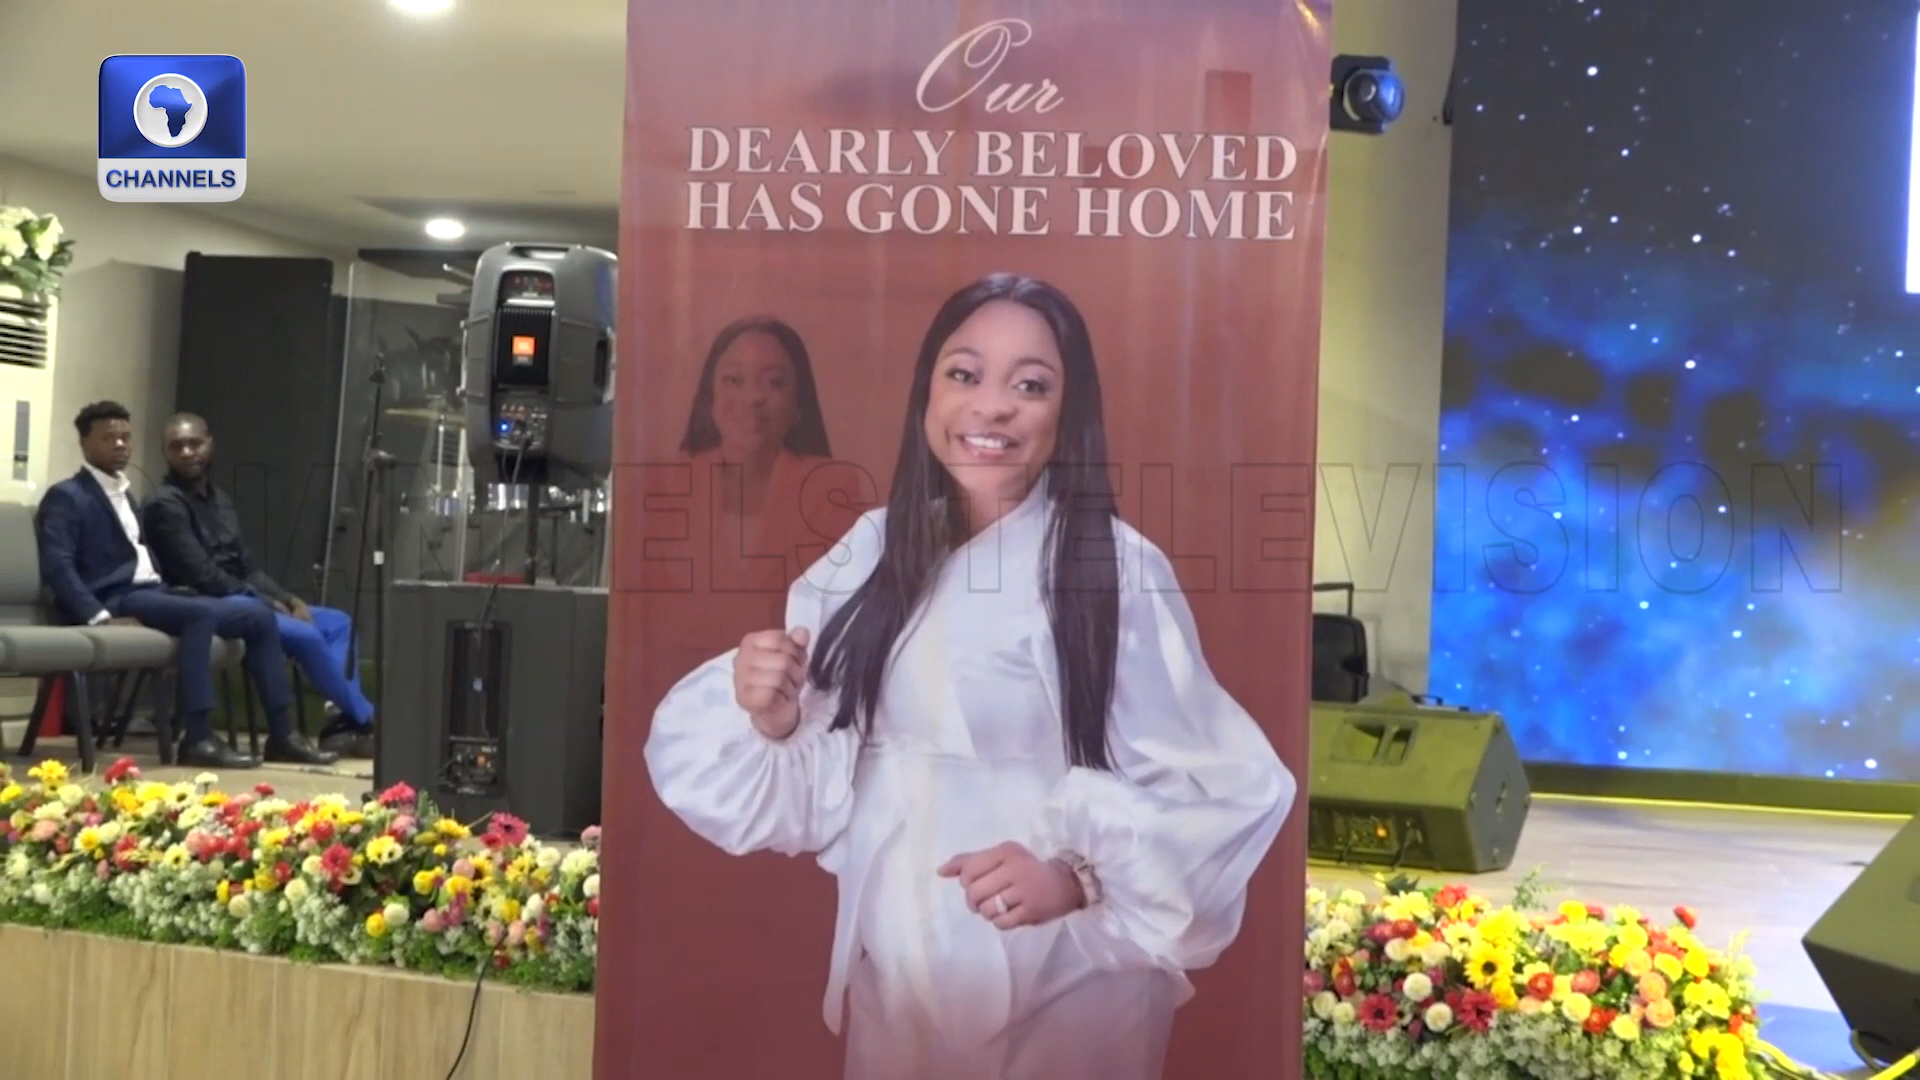 Our
DEARLY BELOVED
HAS GONE HOME
CHANNELS
CHANNELS TELEVISION
JBL